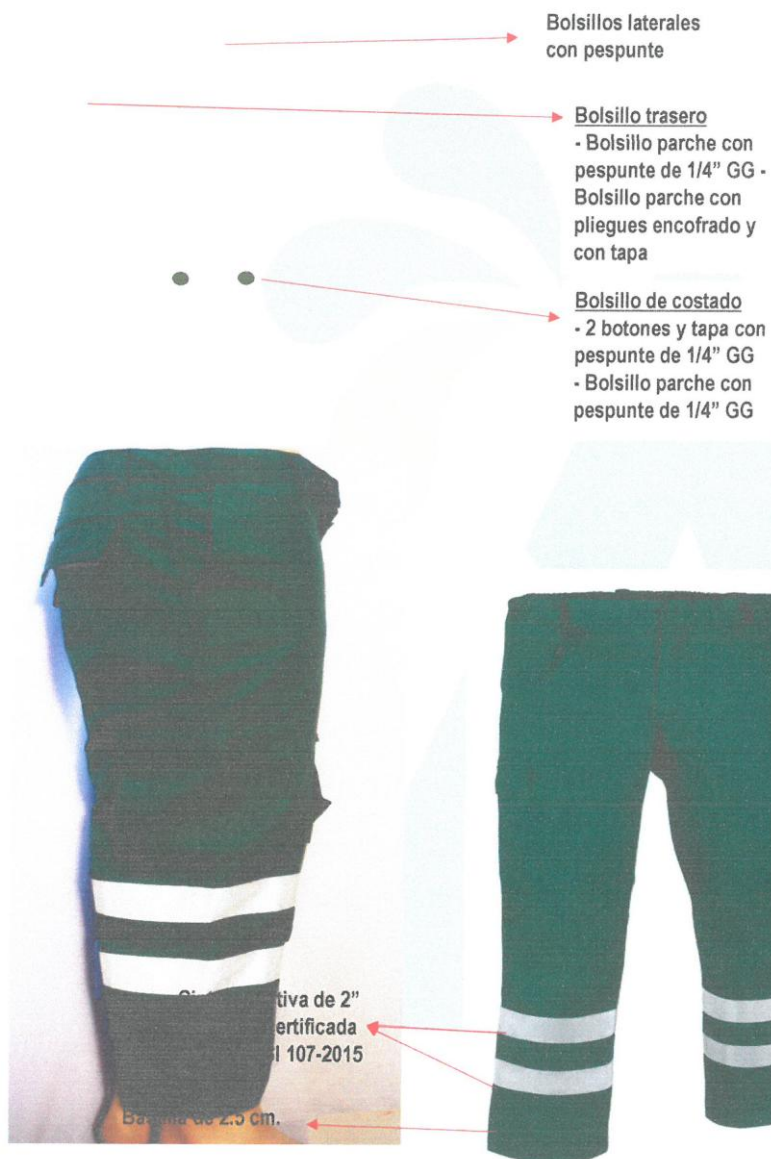 Bolsillos laterales
con pespunte
Bolsillo trasero
- Bolsillo parche con
pespunte de 1/4” GG -
Bolsillo parche con
pliegues encofrado y
con tapa
Bolsillo de costado
- 2 botones y tapa con
pespunte de 1/4” GG
- Bolsillo parche con
pespunte de 1/4” GG
tiva de 2”
ertificada
107-2015
de 2.5 cm.